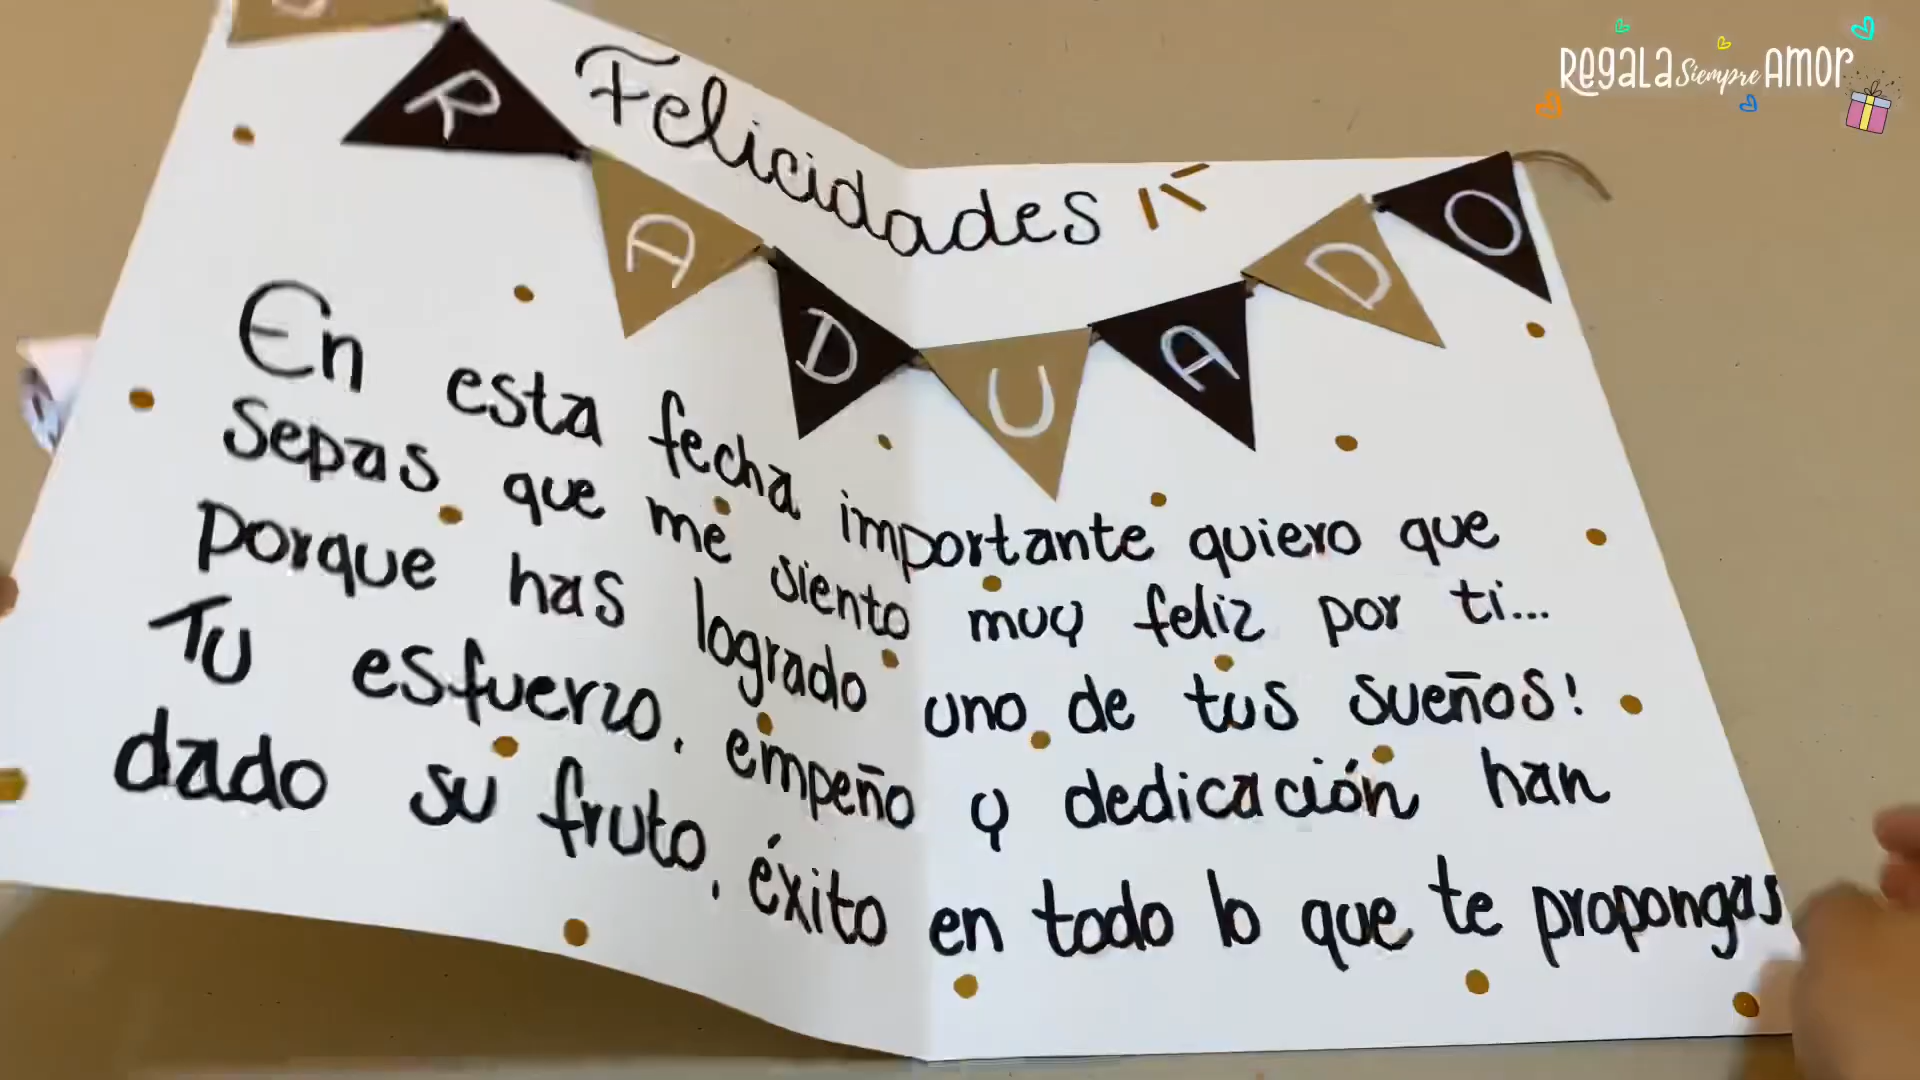 REGALA Siempre AMOR
Felicidades
RADUADO
En esta fecha importante quiero que
sepas que me siento muy feliz por ti...
porque has logrado uno de tus sueños!
Tu esfuerzo, empeño y dedicación han
dado su fruto, éxito en todo lo que te propongas